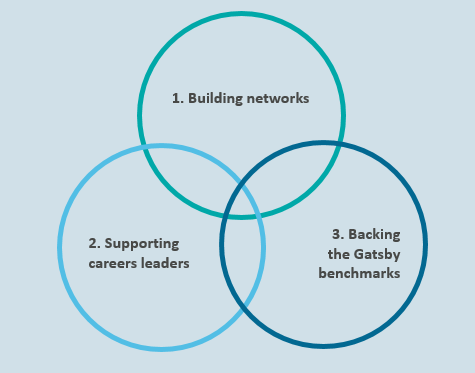 1. Building networks
2. Supporting
careers leaders
3. Backing
the Gatsby
benchmarks